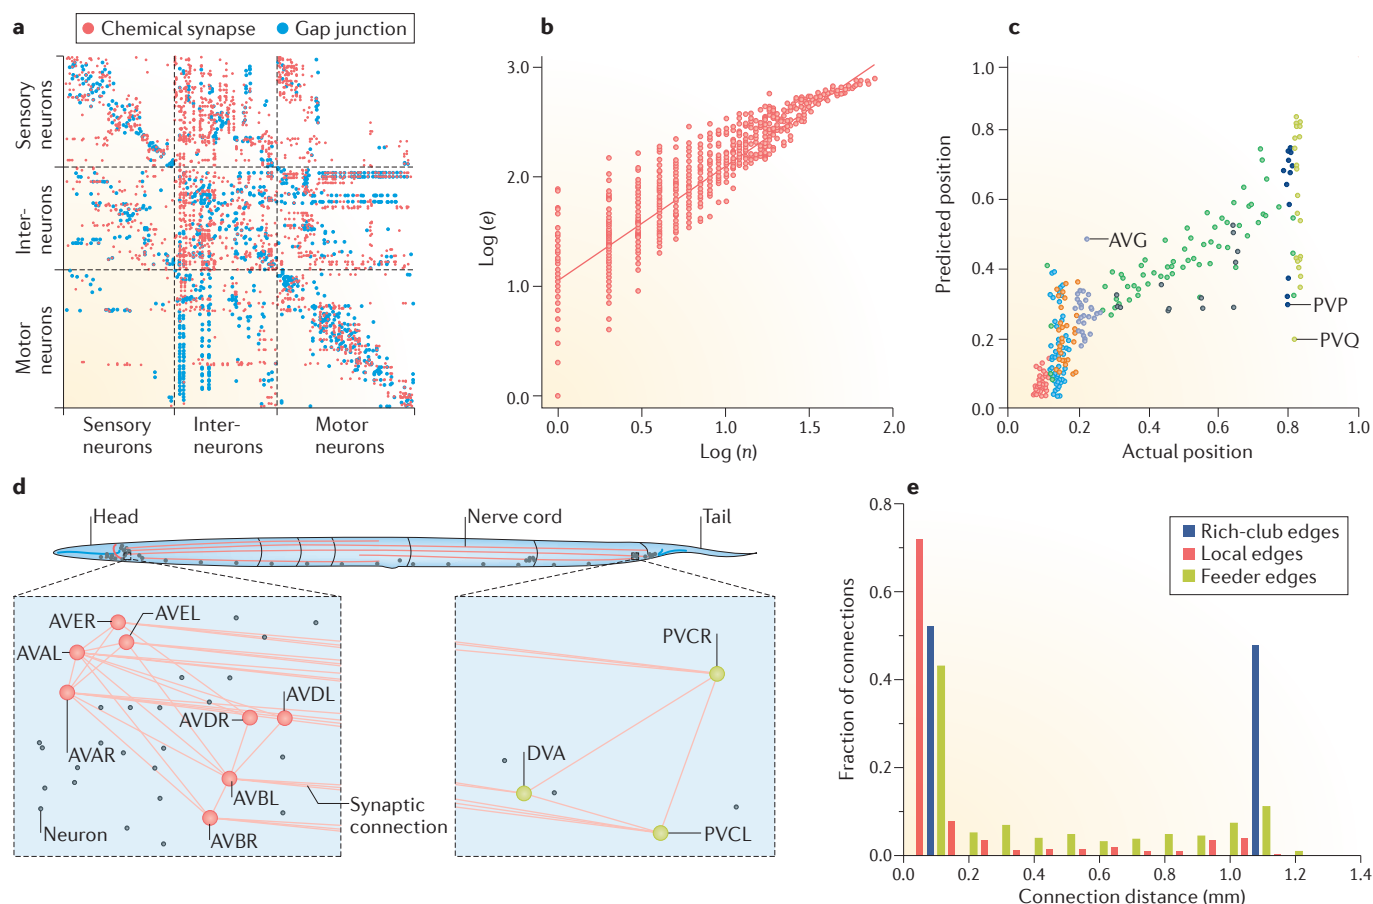 a
Chemical synapse
Gap junction
Sensory
neurons
Inter-
neurons
Motor
neurons
Sensory
neurons
Inter-
neurons
Motor
neurons
b
3.0
2.0
1.0
0.0
Log (e)
0.0 0.5 1.0 1.5 2.0
Log (n)
c
1.0
0.8
0.6
0.4
0.2
0.0
Predicted position
AVG
PVP
PVQ
0.0 0.2 0.4 0.6 0.8 1.0
Actual position
d
Head
Nerve cord
Tail
AVER
AVEL
AVAL
AVDL
AVDR
AVAR
AVBL
AVBR
Neuron
Synaptic
connection
PVCR
DVA
PVCL
e
0.8
0.6
0.4
0.2
0.0
Fraction of connections
Rich-club edges
Local edges
Feeder edges
0.0 0.2 0.4 0.6 0.8 1.0 1.2 1.4
Connection distance (mm)